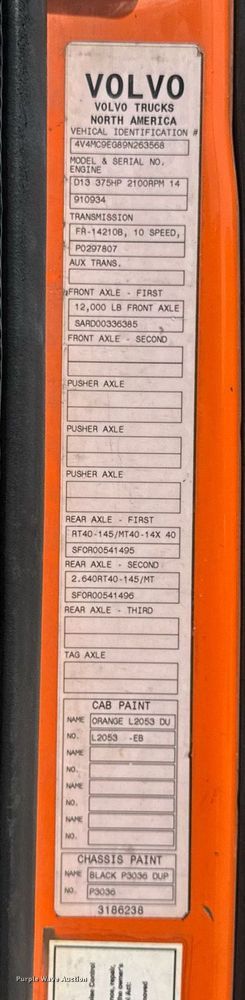 VOLVO
VOLVO TRUCKS
NORTH AMERICA
VEHICAL IDENTIFICATION #
4V4MC9EG89N263568
MODEL & SERIAL NO.
ENGINE
D13 375HP 2100RPM 14
910934
TRANSMISSION
FR-14210B, 10 SPEED,
P0297807
AUX TRANS.
FRONT AXLE - FIRST
12,000 LB FRONT AXLE
SARD00336385
FRONT AXLE - SECOND
PUSHER AXLE
PUSHER AXLE
PUSHER AXLE
REAR AXLE - FIRST
RT40-145/MT40-14X 40
SFOR00541495
REAR AXLE - SECOND
2.640RT40-145/MT
SFOR00541496
REAR AXLE - THIRD
TAG AXLE
CAB PAINT
NAME ORANGE L2053 DU
NO. L2053 -EB
NAME
NO.
NAME
NO.
NAME
NO.
CHASSIS PAINT
NAME BLACK P3036 DUP
NO. P3036
3186238
Purple Wave Auction